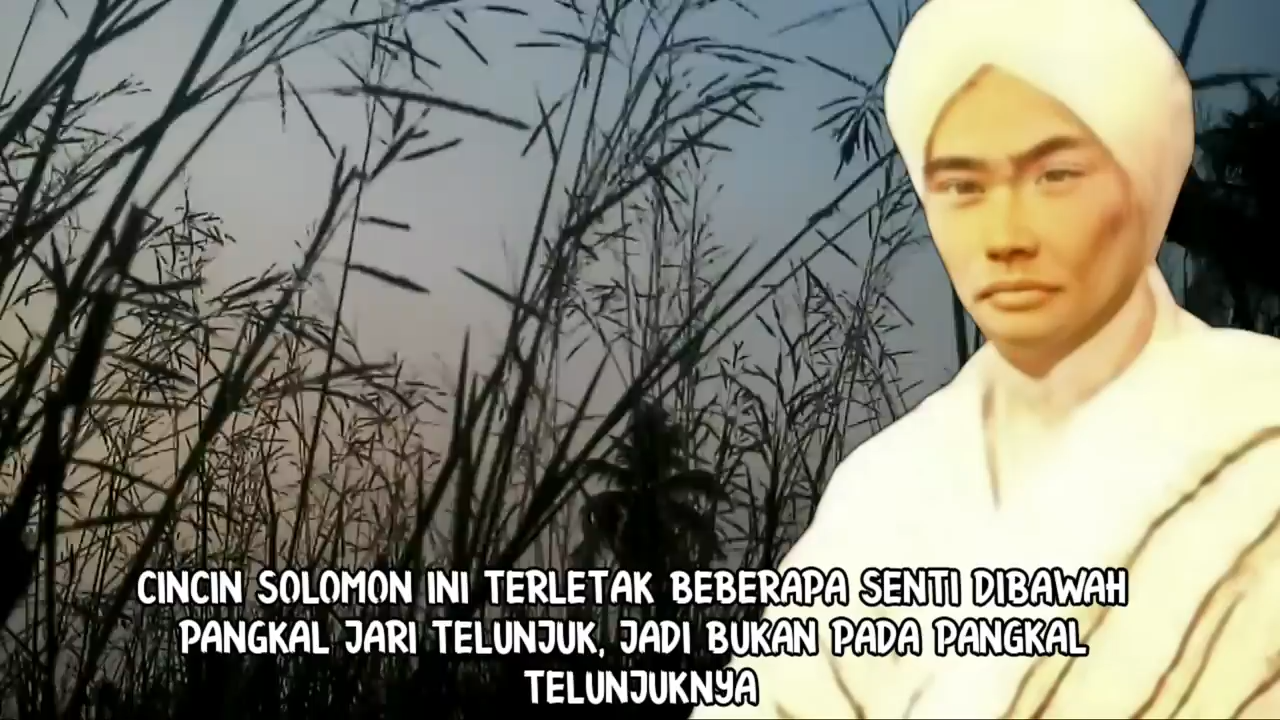 CINCIN SOLOMON INI TERLETAK BEBERAPA SENTI DIBAWAH
PANGKAL JARI TELUNJUK, JADI BUKAN PADA PANGKAL
TELUNJUKNYA